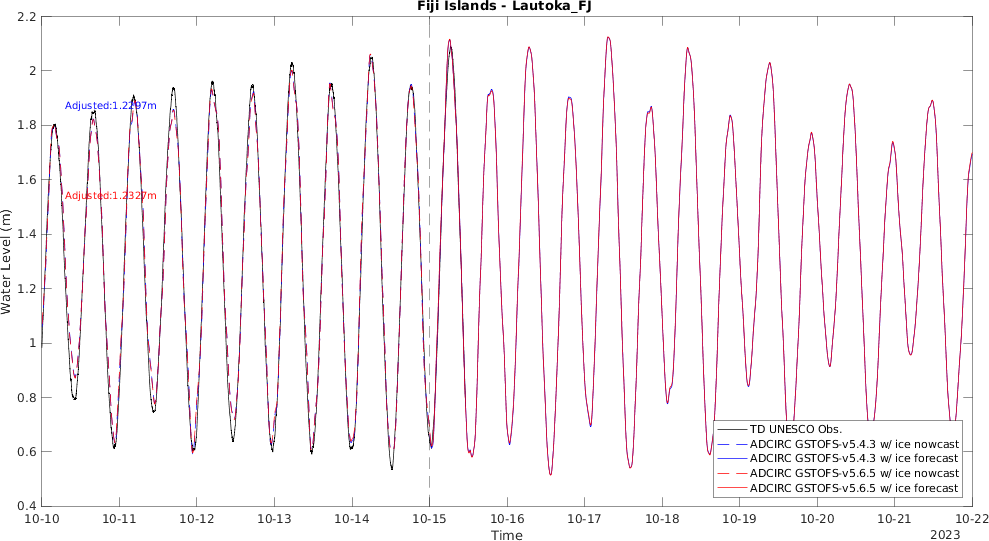 Fiji Islands - Lautoka_FJ
2.2
2
1.8
1.6
1.4
1.2
1
0.8
0.6
0.4
Water Level (m)
Adjusted:1.2297m
Adjusted:1.2327m
TD UNESCO Obs.
ADCIRC GSTOFS-v5.4.3 w/ ice nowcast
ADCIRC GSTOFS-v5.4.3 w/ ice forecast
ADCIRC GSTOFS-v5.6.5 w/ ice nowcast
ADCIRC GSTOFS-v5.6.5 w/ ice forecast
10-10 10-11 10-12 10-13 10-14 10-15 10-16 10-17 10-18 10-19 10-20 10-21 10-22
Time
2023